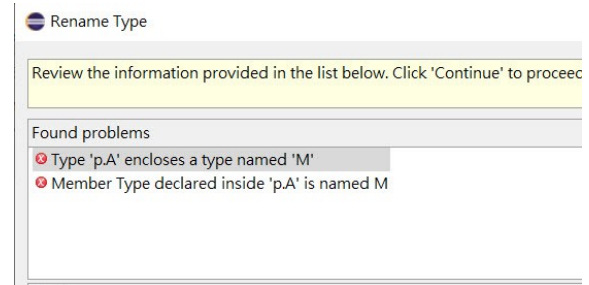 Rename Type
Review the information provided in the list below. Click 'Continue' to proceed
Found problems
Type 'p.A' encloses a type named 'M'
Member Type declared inside 'p.A' is named M